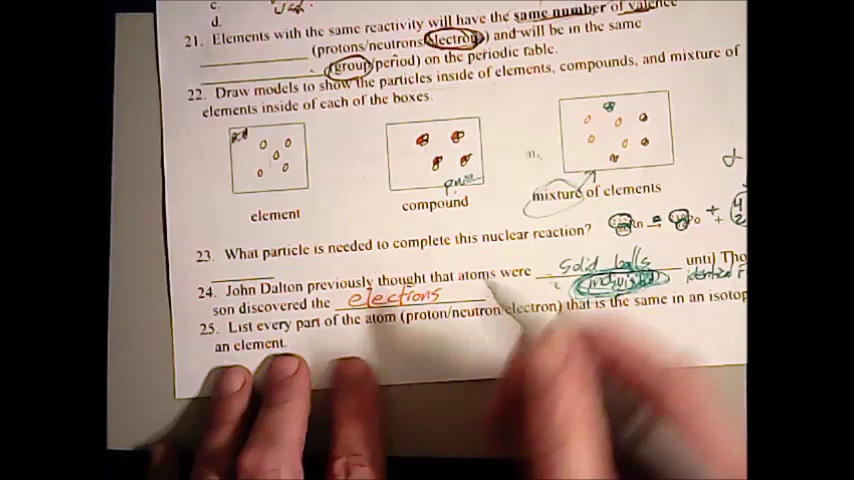 c.
d.
21. Elements with the same reactivity will have the same number of valence
(protons/neutrons/electrons) and will be in the same
(group/period) on the periodic table.
22. Draw models to show the particles inside of elements, compounds, and mixture of
elements inside of each of the boxes.
element
compound
mixture of elements
23. What particle is needed to complete this nuclear reaction?
24. John Dalton previously thought that atoms were solid balls until Tho
son discovered the electrons
25. List every part of the atom (proton/neutron/electron) that is the same in an isotop
an element.